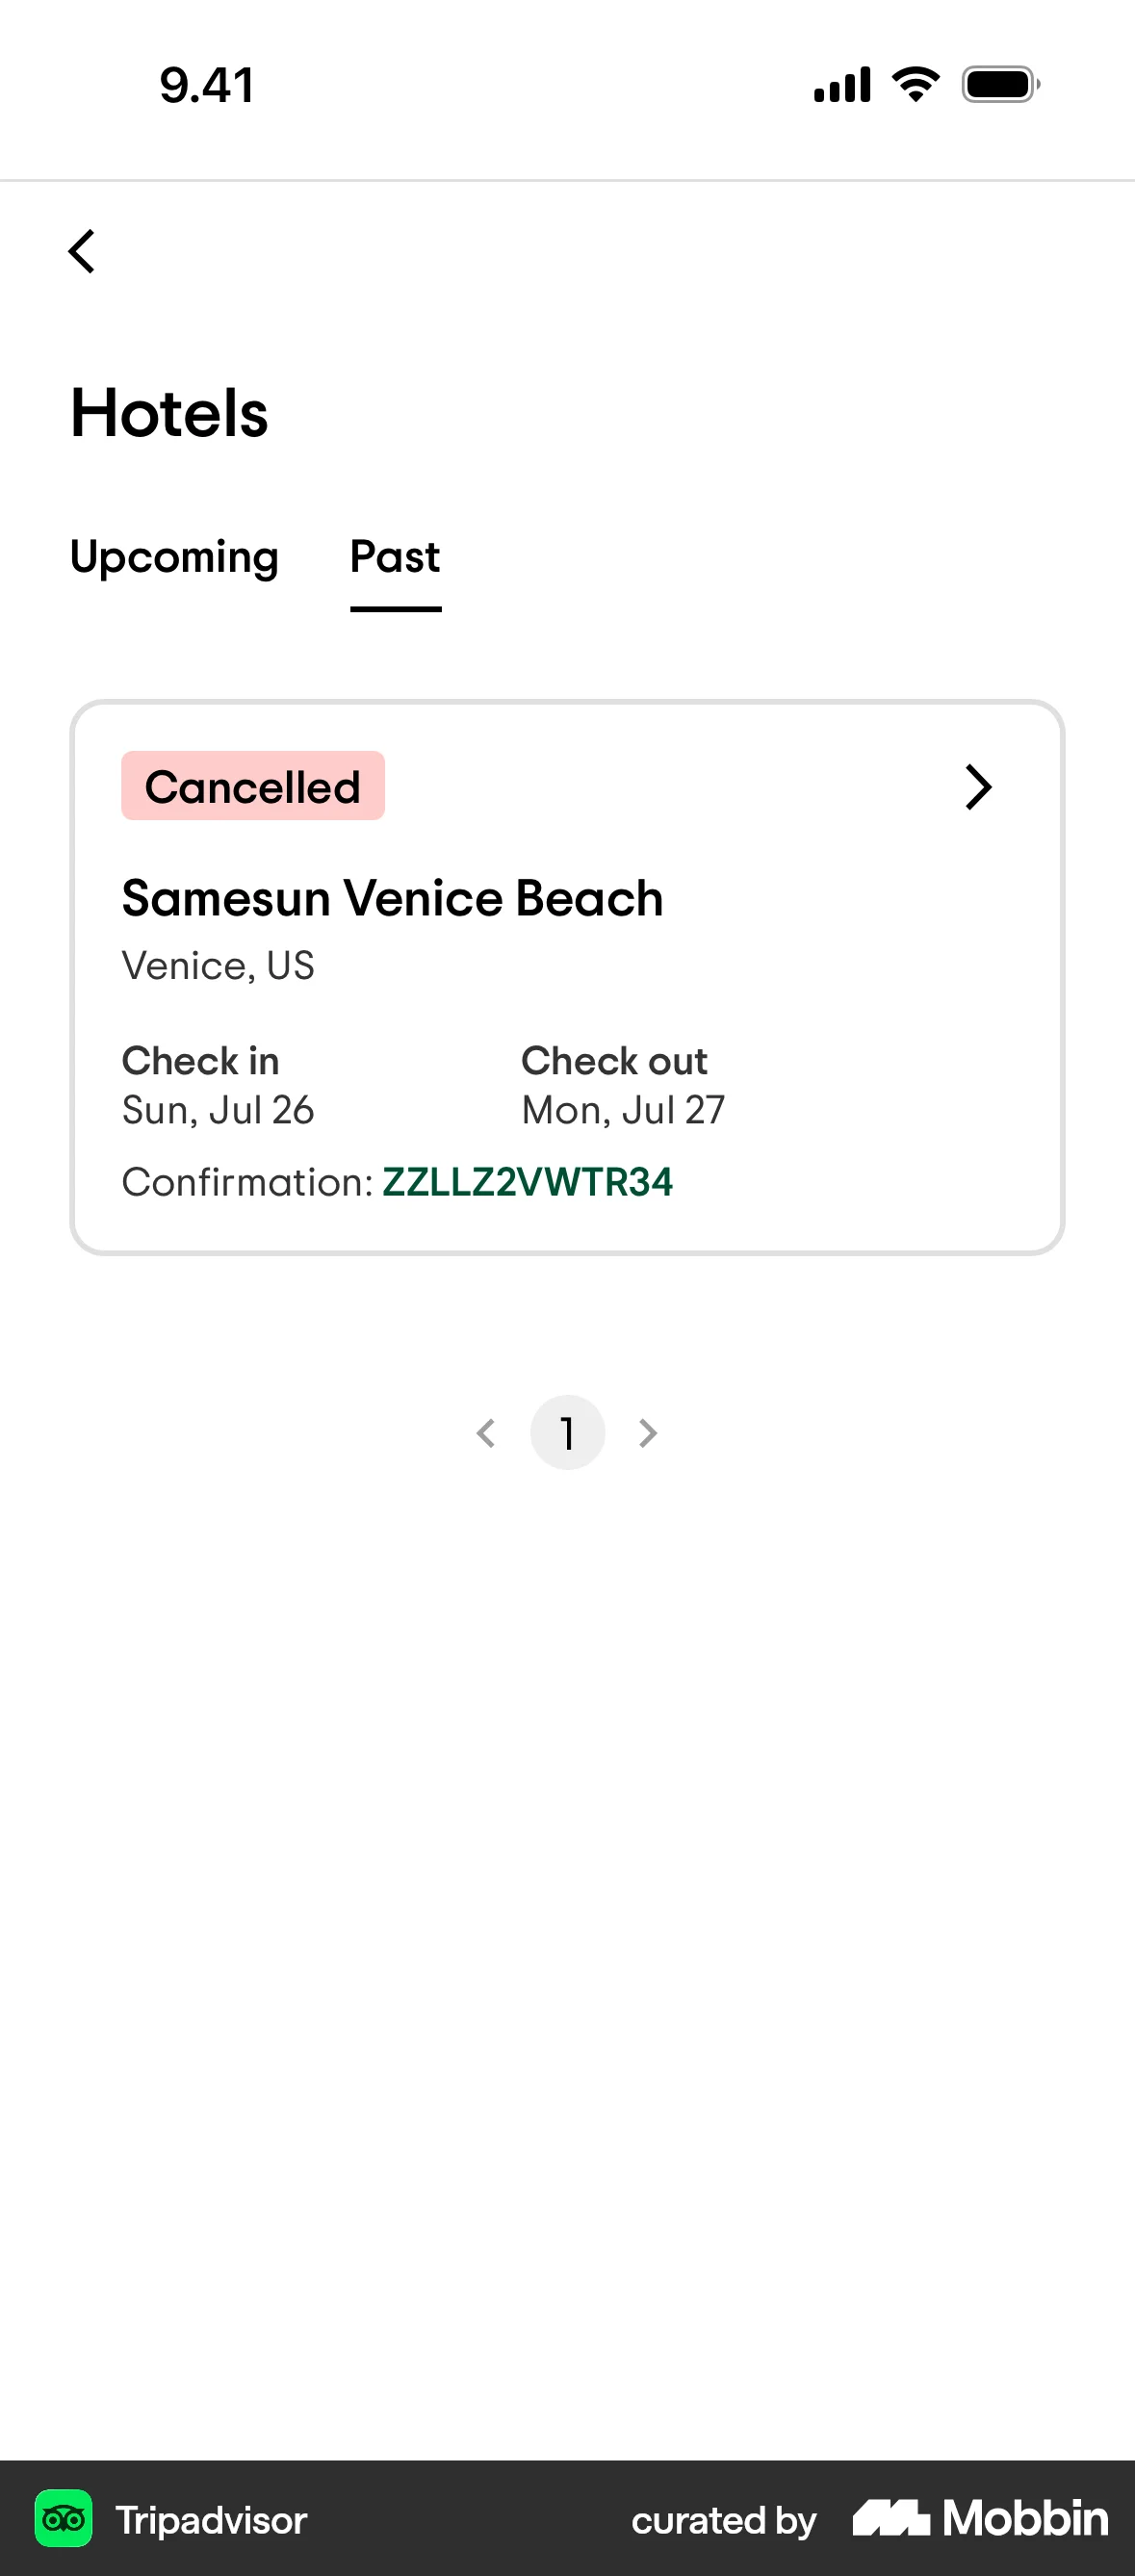 9.41
Hotels
Upcoming Past
Cancelled
Samesun Venice Beach
Venice, US
Check in Check out
Sun, Jul 26 Mon, Jul 27
Confirmation: ZZLLZ2VWTR34
1
Tripadvisor curated by Mobbin